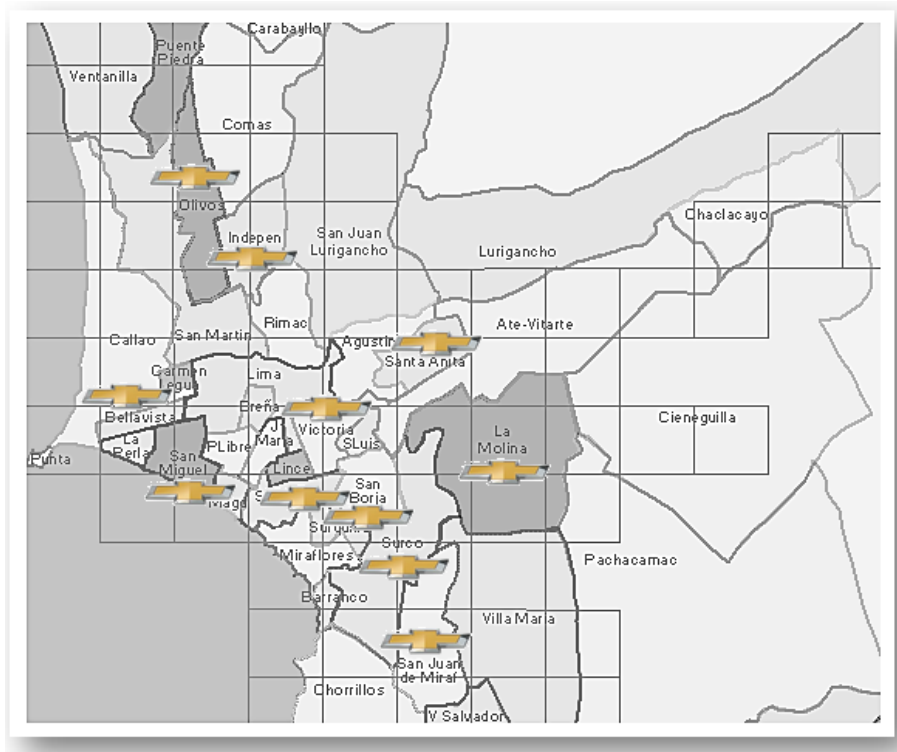 Carabayllo
Puente
Piedra
Ventanilla
Comas
Olivos
Chaclacayo
Indepen
San Juan
Lurigancho
Lurigancho
Rimac
Ate-Vitarte
San Martin
Callao
Agustin
Santa Anita
Carmen
Legu
Lima
Breña
Bellavista
Cieneguilla
J
Maria
Victoria
La
Perla
PLibre
SLuis
La
Molina
Punta
San
Miguel
Lince
San
Borja
Magd
S
Surqui
Surco
Miraflores
Pachacamac
Barranco
Villa Maria
San Juan
de Miraf
Chorrillos
V Salvador